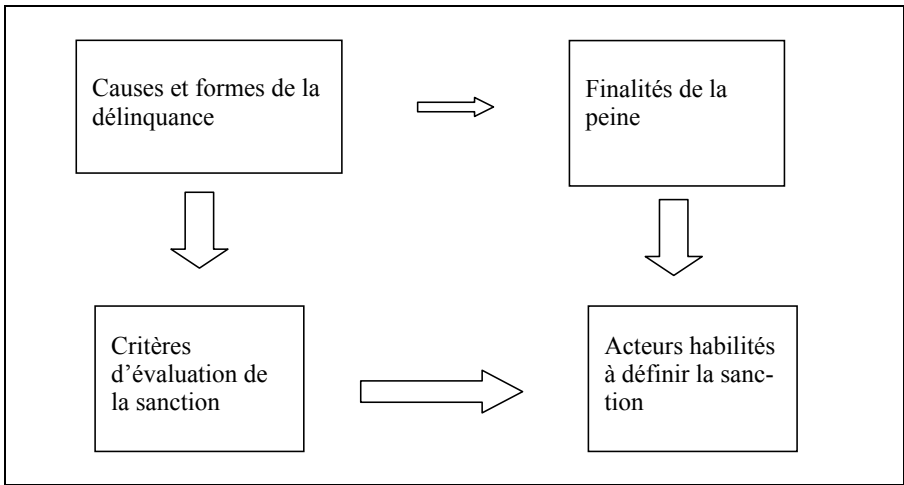 Causes et formes de la
délinquance
Finalités de la
peine
Critères
d’évaluation de
la sanction
Acteurs habilités
à définir la sanc-
tion